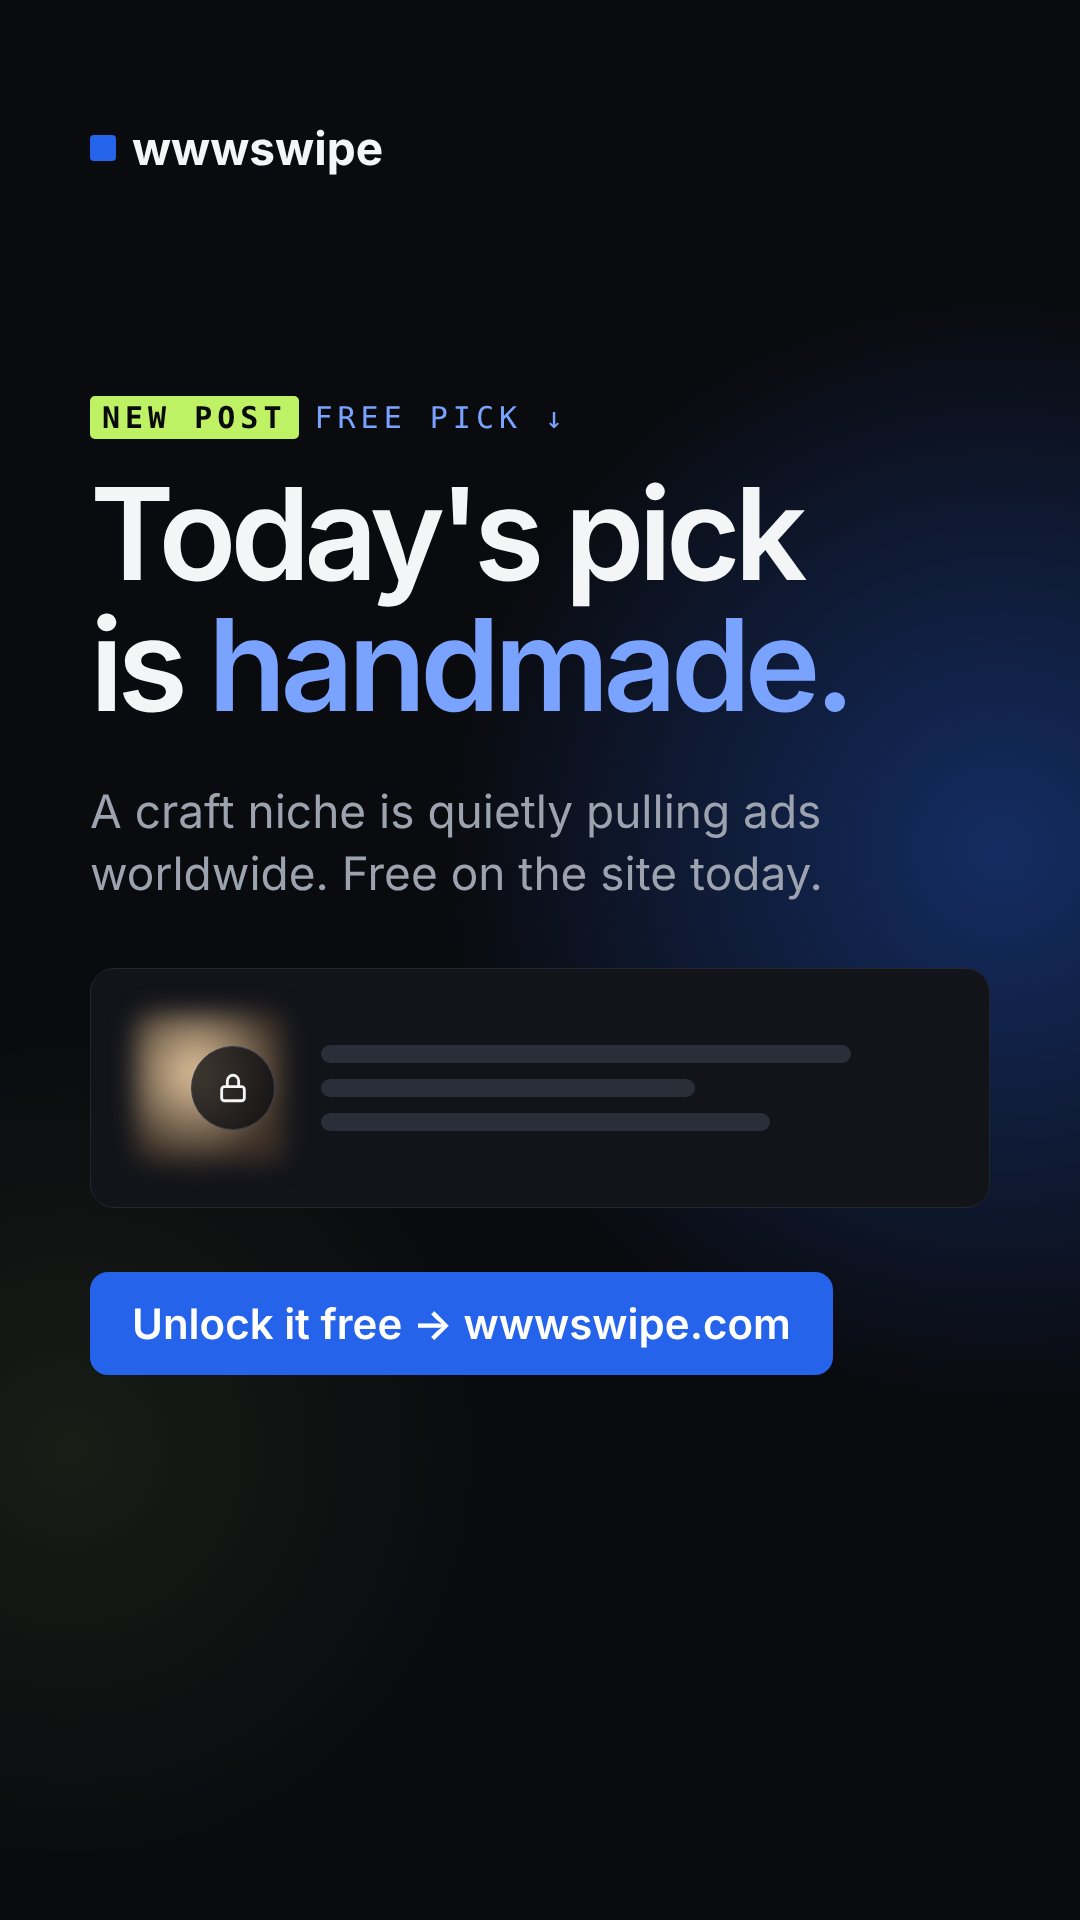 wwwswipe
NEW POST FREE PICK ↓
Today's pick
is handmade.
A craft niche is quietly pulling ads
worldwide. Free on the site today.
Unlock it free → wwwswipe.com